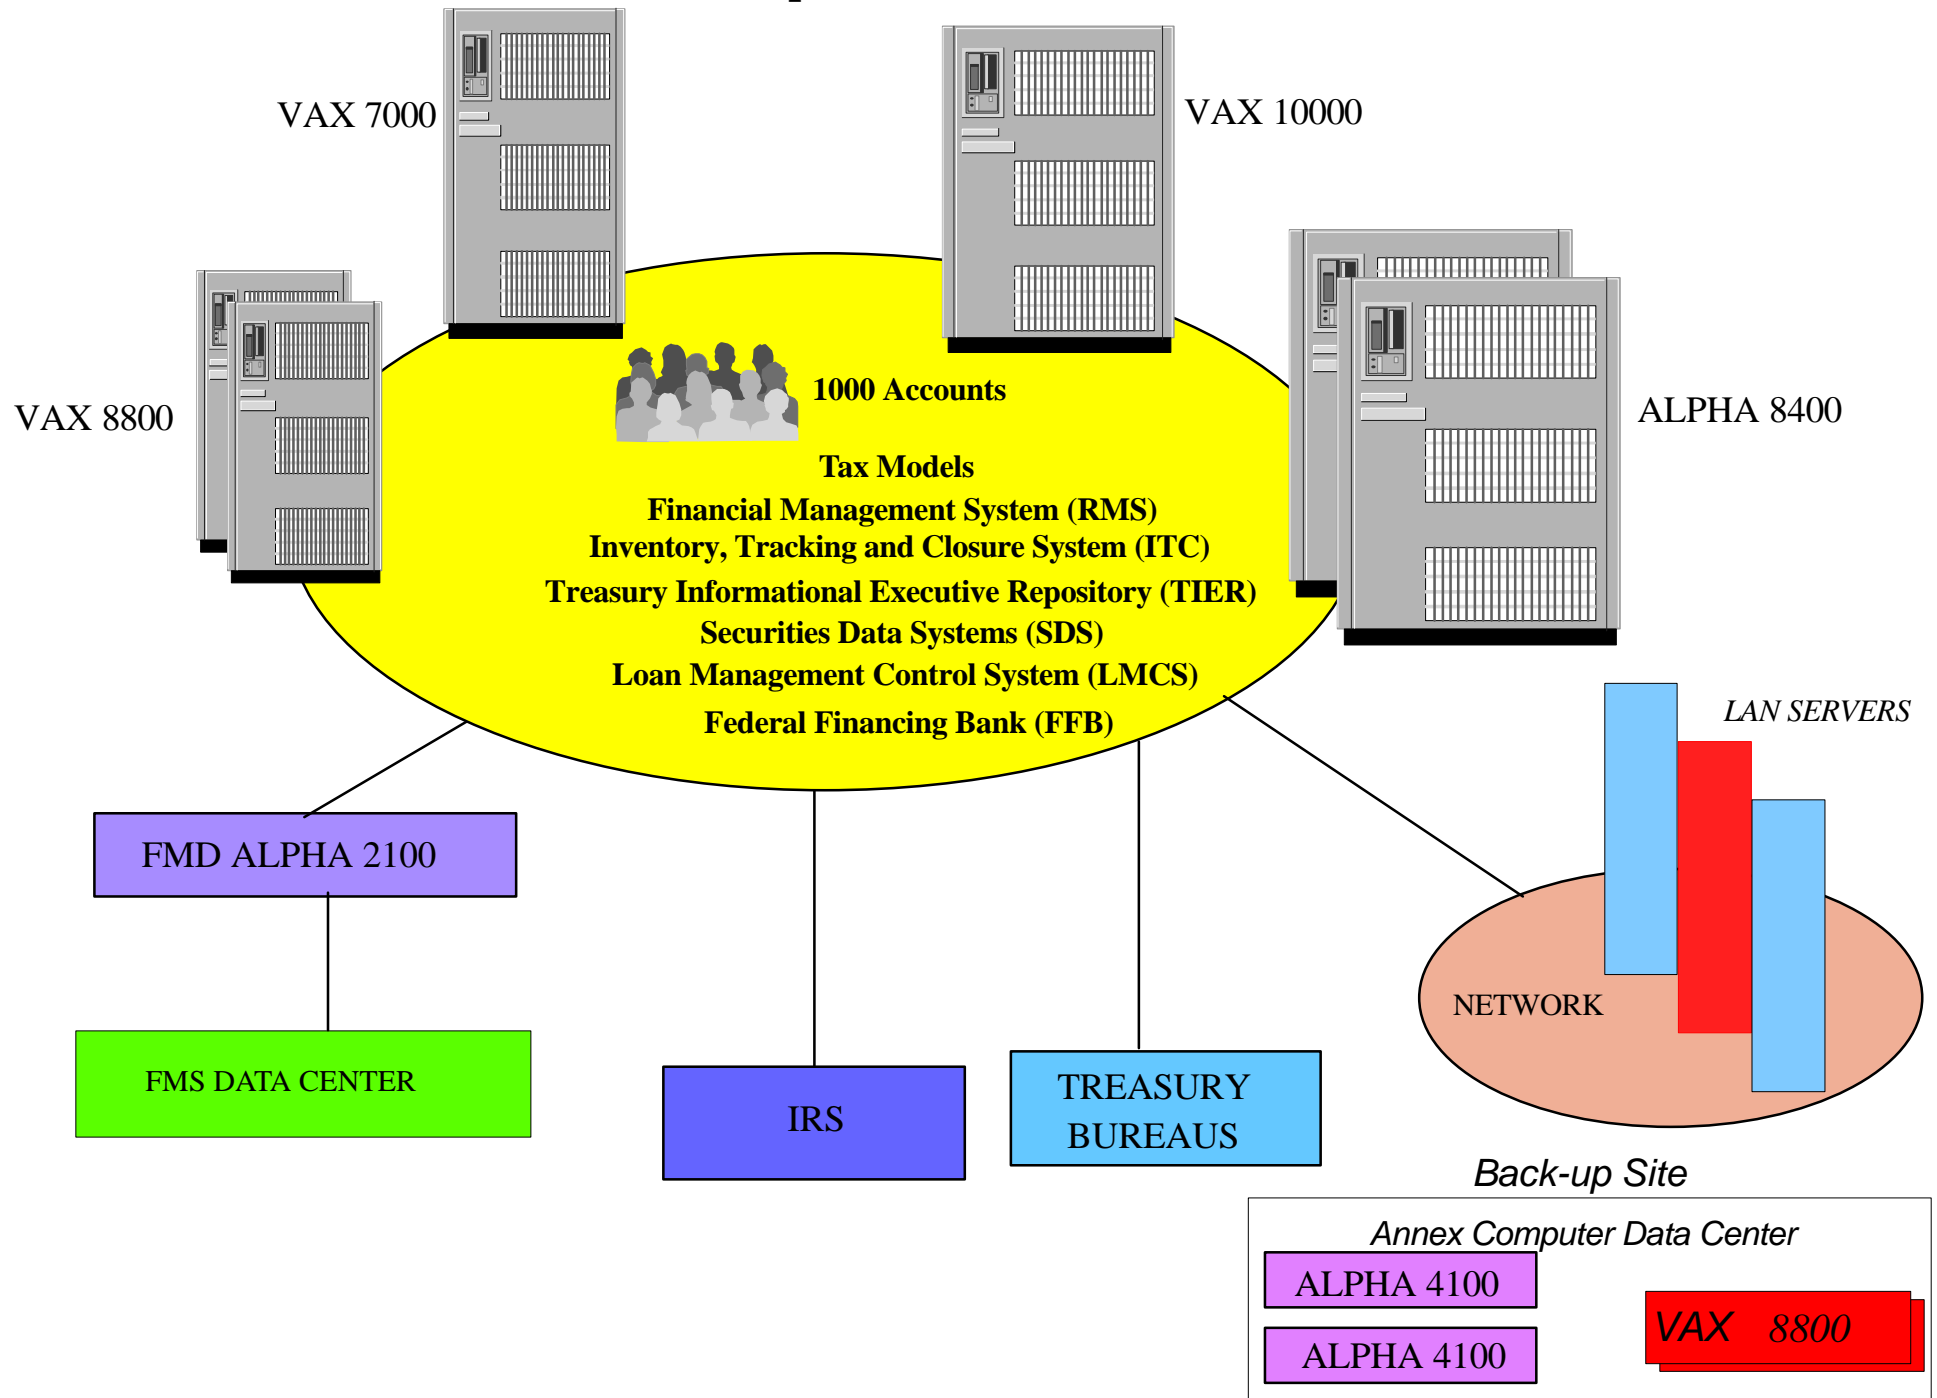 VAX 7000
VAX 10000
VAX 8800
ALPHA 8400
1000 Accounts
Tax Models
Financial Management System (RMS)
Inventory, Tracking and Closure System (ITC)
Treasury Informational Executive Repository (TIER)
Securities Data Systems (SDS)
Loan Management Control System (LMCS)
Federal Financing Bank (FFB)
LAN SERVERS
FMD ALPHA 2100
NETWORK
FMS DATA CENTER
IRS
TREASURY
BUREAUS
Back-up Site
Annex Computer Data Center
ALPHA 4100
VAX 8800
ALPHA 4100